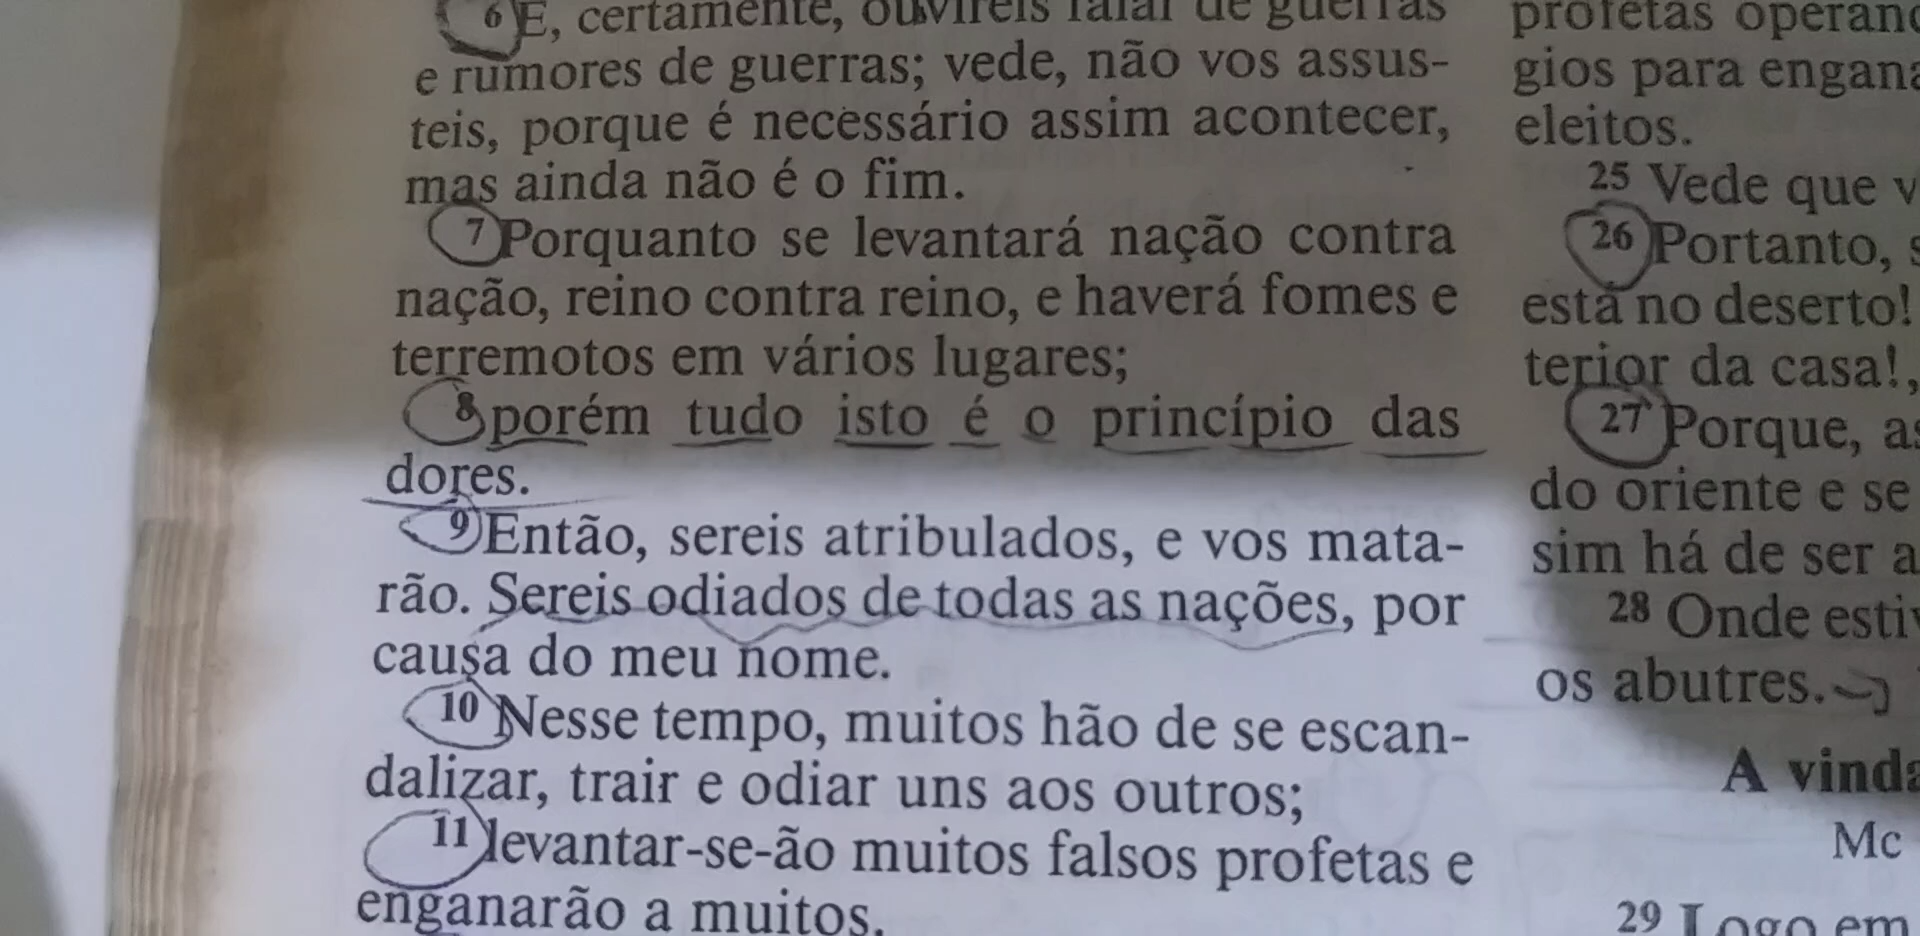 6 E, certamente, ouvireis falar de guerras
e rumores de guerras; vede, não vos assus-
teis, porque é necessário assim acontecer,
mas ainda não é o fim.
7 Porquanto se levantará nação contra
nação, reino contra reino, e haverá fomes e
terremotos em vários lugares;
8 porém tudo isto é o princípio das
dores.
9 Então, sereis atribulados, e vos mata-
rão. Sereis odiados de todas as nações, por
causa do meu nome.
10 Nesse tempo, muitos hão de se escan-
dalizar, trair e odiar uns aos outros;
11 levantar-se-ão muitos falsos profetas e
enganarão a muitos.
profetas
gios para
eleitos.
25 Vede que
26 Portanto,
está no deserto!
terior da casa!,
27 Porque,
do oriente e se
sim há de ser
28 Onde
os abutres.
A
Mc
29 Logo em